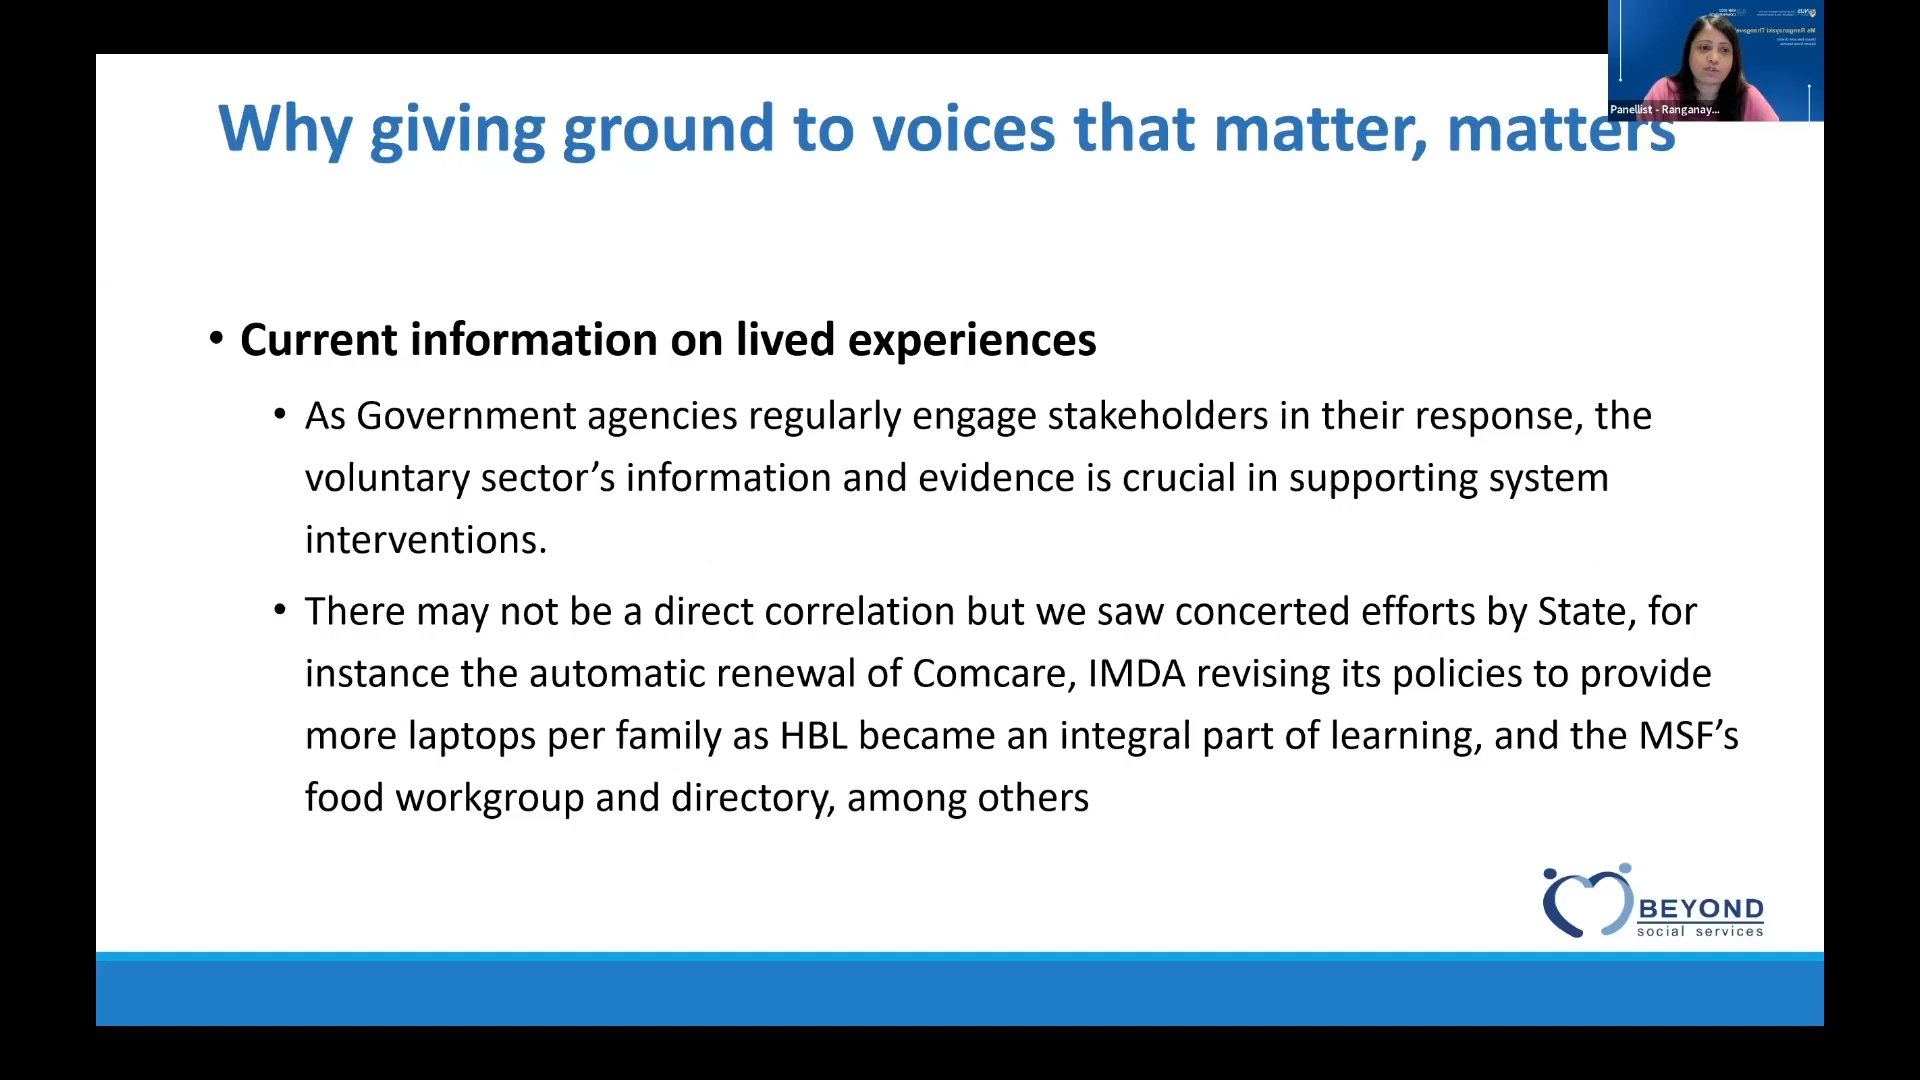 Why giving ground to voices that matter, matters
Panellist - Ranganay...
• Current information on lived experiences
• As Government agencies regularly engage stakeholders in their response, the
voluntary sector’s information and evidence is crucial in supporting system
interventions.
• There may not be a direct correlation but we saw concerted efforts by State, for
instance the automatic renewal of Comcare, IMDA revising its policies to provide
more laptops per family as HBL became an integral part of learning, and the MSF’s
food workgroup and directory, among others
BEYOND
social services